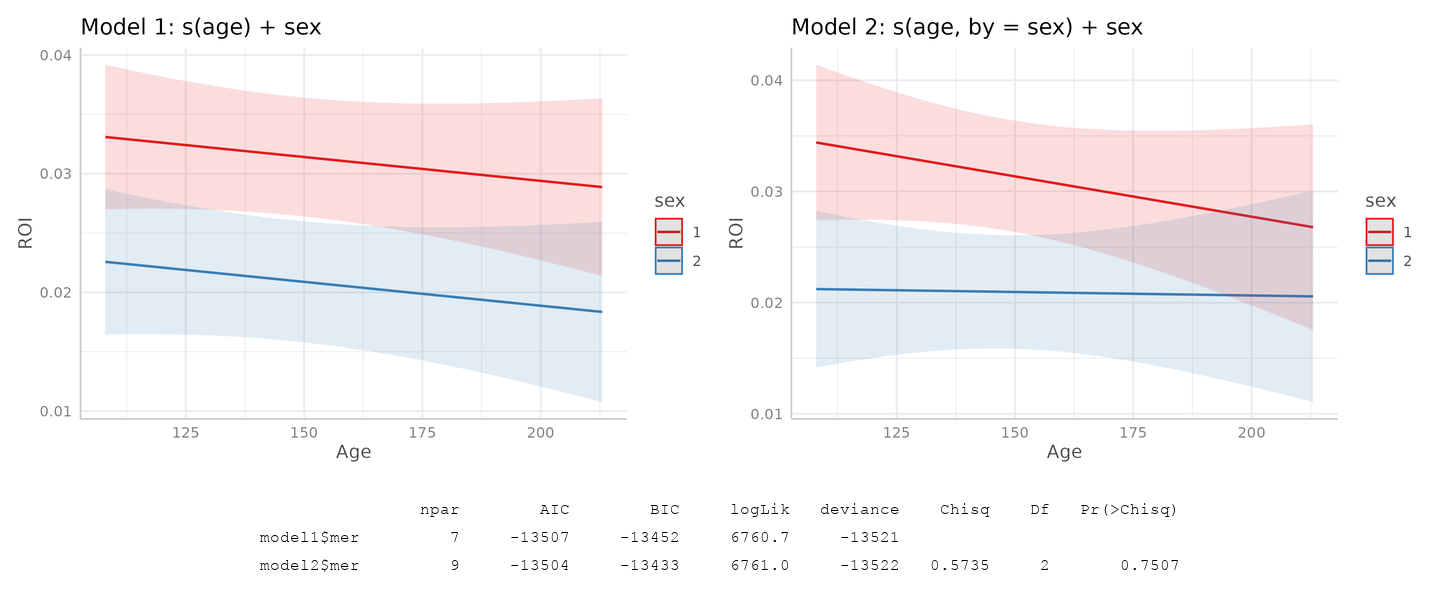 Model 1: s(age) + sex
0.04
0.03
0.02
0.01
ROI
125 150 175 200
Age
sex
1
2
Model 2: s(age, by = sex) + sex
0.04
0.03
0.02
0.01
ROI
125 150 175 200
Age
sex
1
2
npar AIC BIC logLik deviance Chisq Df Pr(>Chisq)
model1$mer 7 -13507 -13452 6760.7 -13521
model2$mer 9 -13504 -13433 6761.0 -13522 0.5735 2 0.7507